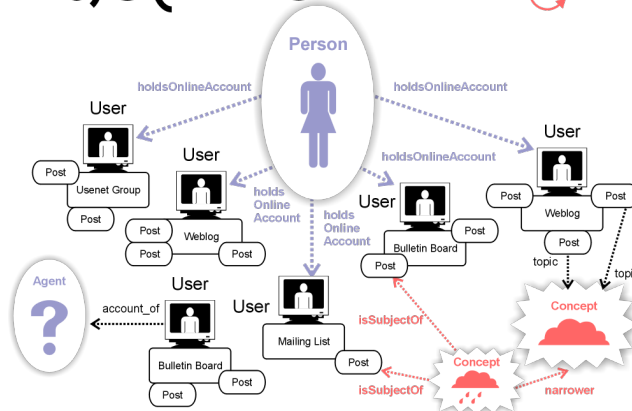 Person
holdsOnlineAccount
holdsOnlineAccount
User
User
Post
Usenet Group
Post
User
Post
Weblog
Post
Post
holds
Online
Account
holds
Online
Account
holdsOnlineAccount
User
Post
Bulletin Board
Post
Post
Weblog
Post
Post
topic
Agent
account_of
User
Bulletin Board
Post
Post
User
Mailing List
Post
isSubjectOf
isSubjectOf
Concept
narrower
Concept